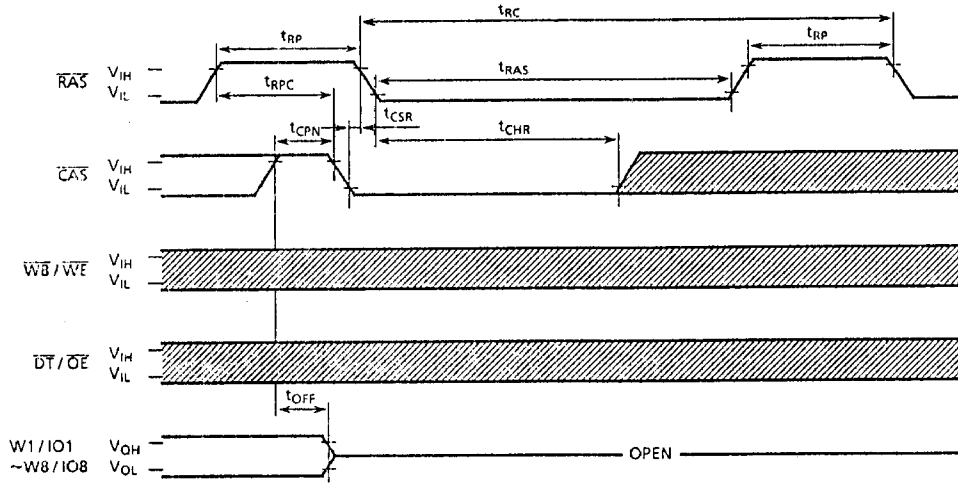 tRC
tRP
tRP
RAS
VIH
VIL
tRAS
tRPC
tCSR
tCPN
tCHR
CAS
VIH
VIL
WB / WE
VIH
VIL
DT / OE
VIH
VIL
tOFF
W1 / IO1
~W8 / IO8
VOH
VOL
OPEN